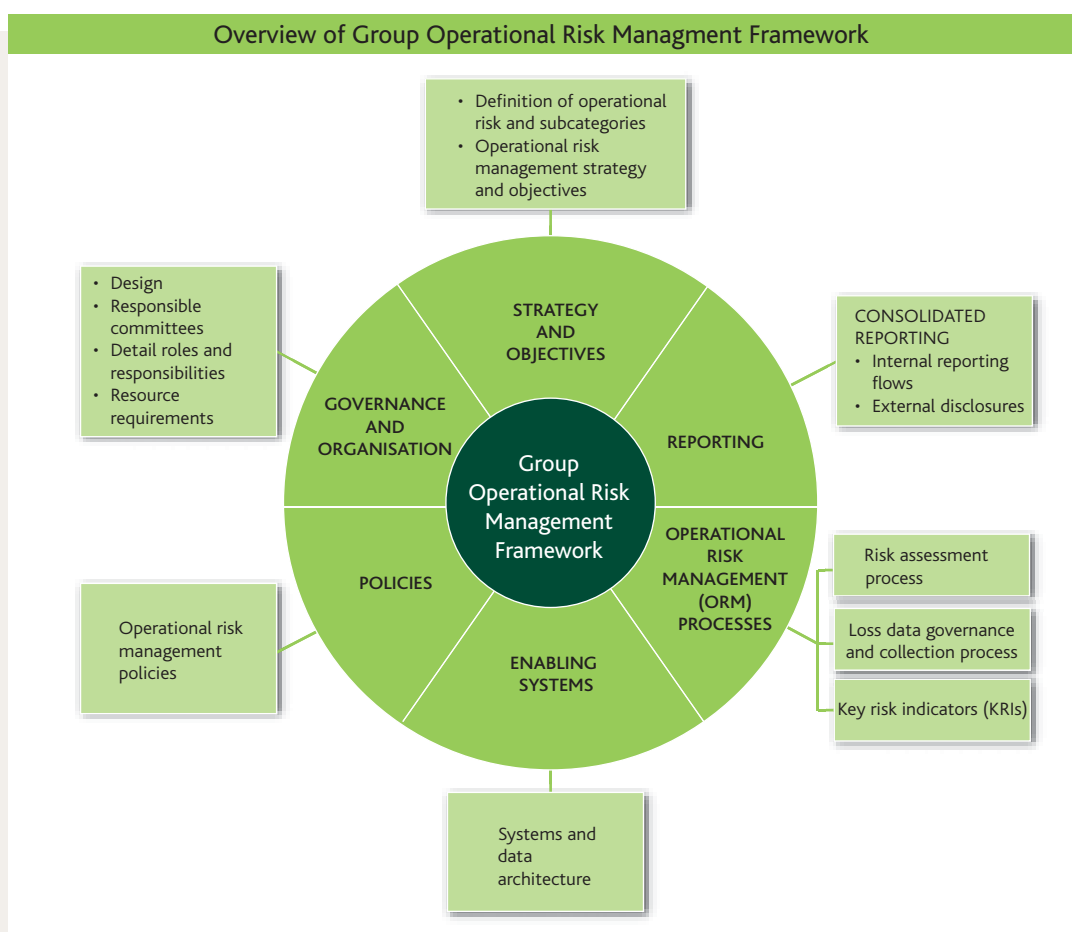 Overview of Group Operational Risk Managment Framework
• Definition of operational
risk and subcategories
• Operational risk
management strategy
and objectives
• Design
• Responsible
committees
• Detail roles and
responsibilities
• Resource
requirements
STRATEGY
AND
OBJECTIVES
CONSOLIDATED
REPORTING
• Internal reporting
flows
• External disclosures
GOVERNANCE
AND
ORGANISATION
REPORTING
Group
Operational Risk
Management
Framework
OPERATIONAL
RISK
MANAGEMENT
(ORM)
PROCESSES
Risk assessment
process
Loss data governance
and collection process
Key risk indicators (KRIs)
POLICIES
Operational risk
management
policies
ENABLING
SYSTEMS
Systems and
data
architecture